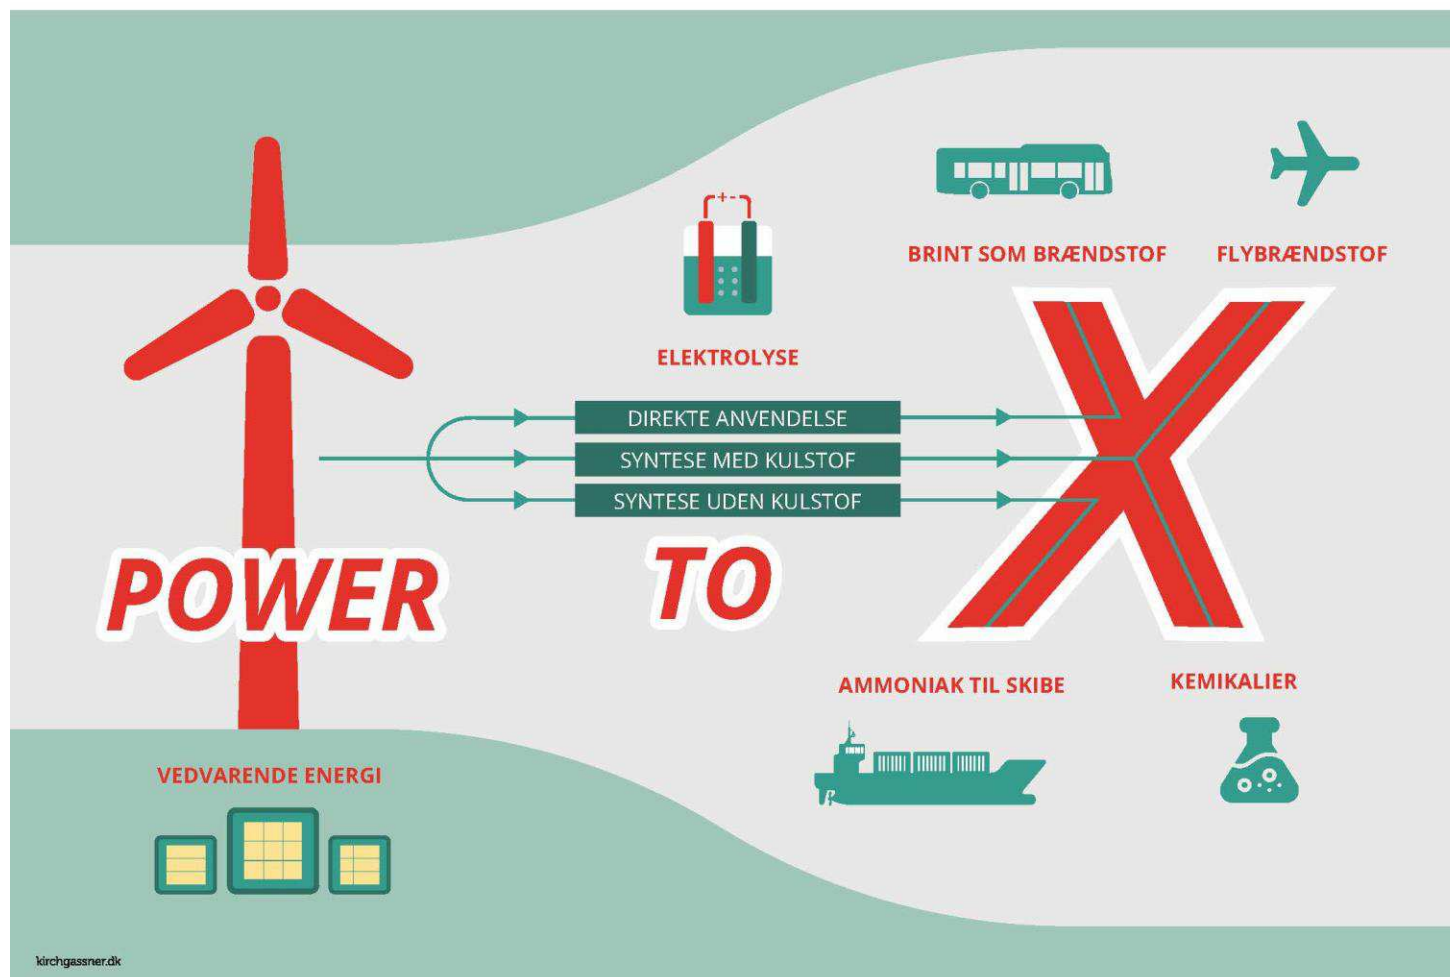 BRINT SOM BRÆNDSTOF
FLYBRÆNDSTOF
+-
ELEKTROLYSE
DIREKTE ANVENDELSE
SYNTESE MED KULSTOF
SYNTESE UDEN KULSTOF
POWER
TO
X
AMMONIAK TIL SKIBE
KEMIKALIER
VEDVARENDE ENERGI
kirchgassner.dk